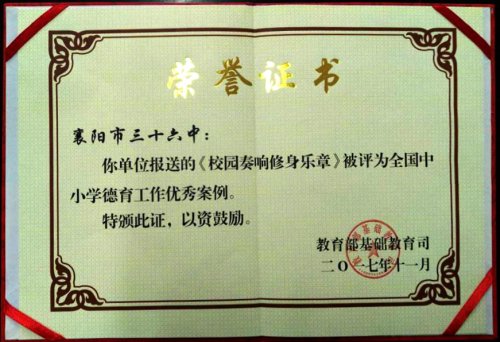 荣誉证书
襄阳市三十六中：
你单位报送的《校园奏响修身乐章》被评为全国中
小学德育工作优秀案例。
特颁此证，以资鼓励。
教育部基础教育司
二〇一七年十一月